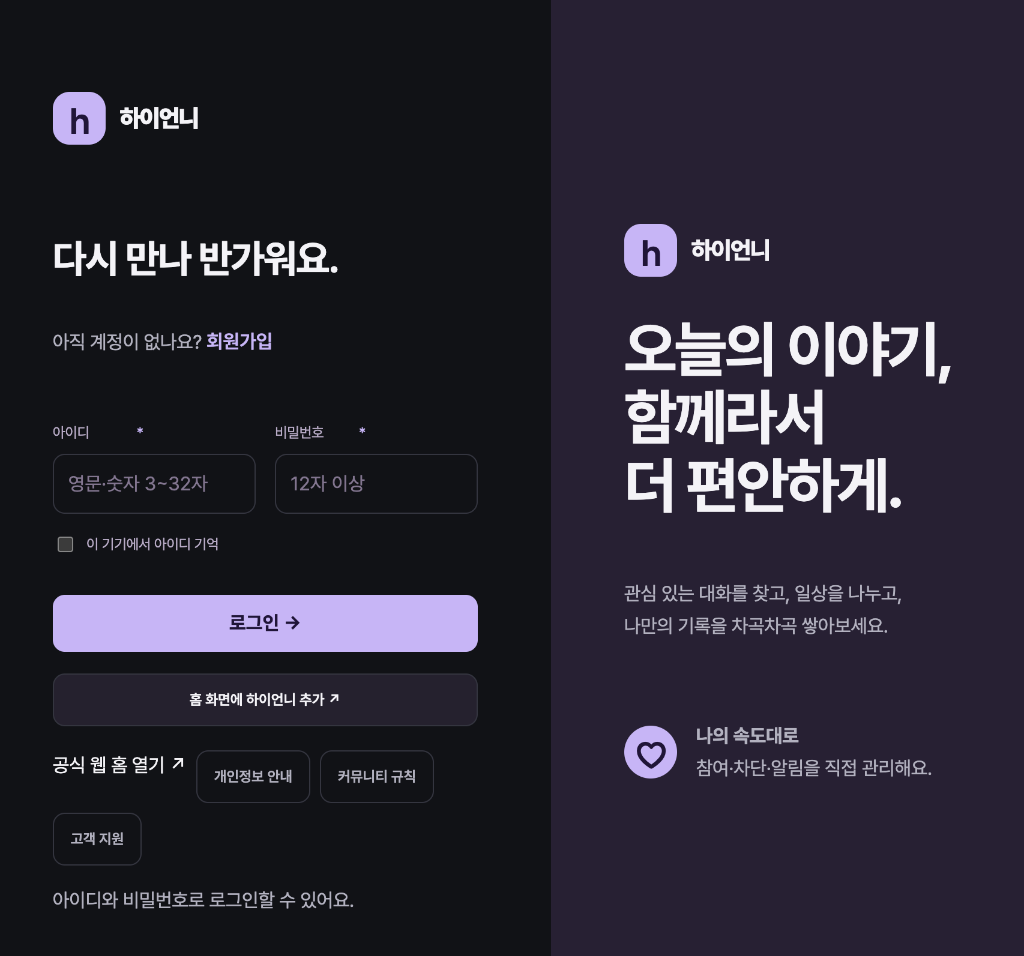 h 하이언니
다시 만나 반가워요.
아직 계정이 없나요? 회원가입
아이디 *
영문·숫자 3~32자
비밀번호 *
12자 이상
이 기기에서 아이디 기억
로그인 →
홈 화면에 하이언니 추가 ↗
공식 웹 홈 열기 ↗
개인정보 안내
커뮤니티 규칙
고객 지원
아이디와 비밀번호로 로그인할 수 있어요.
h 하이언니
오늘의 이야기,
함께라서
더 편안하게.
관심 있는 대화를 찾고, 일상을 나누고,
나만의 기록을 차곡차곡 쌓아보세요.
나의 속도대로
참여·차단·알림을 직접 관리해요.